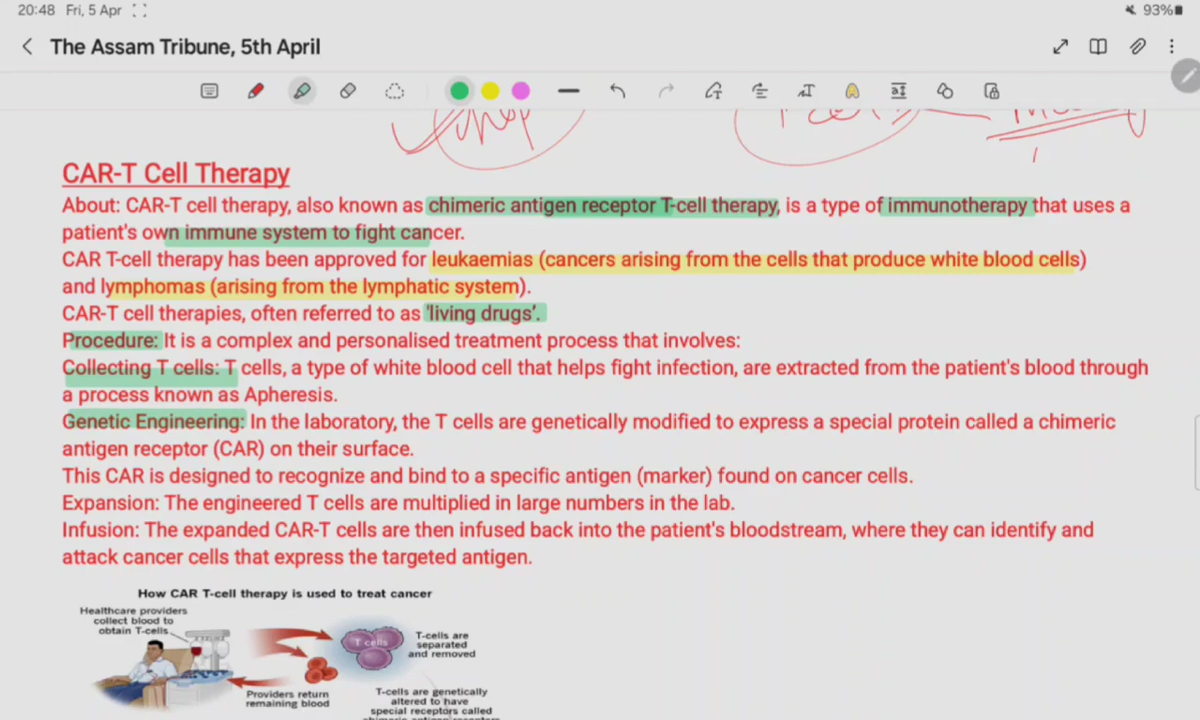 20:48 Fri, 5 Apr
93%
The Assam Tribune, 5th April
CAR-T Cell Therapy
About: CAR-T cell therapy, also known as chimeric antigen receptor T-cell therapy, is a type of immunotherapy that uses a
patient's own immune system to fight cancer.
CAR T-cell therapy has been approved for leukaemias (cancers arising from the cells that produce white blood cells)
and lymphomas (arising from the lymphatic system).
CAR-T cell therapies, often referred to as 'living drugs'.
Procedure: It is a complex and personalised treatment process that involves:
Collecting T cells: T cells, a type of white blood cell that helps fight infection, are extracted from the patient's blood through
a process known as Apheresis.
Genetic Engineering: In the laboratory, the T cells are genetically modified to express a special protein called a chimeric
antigen receptor (CAR) on their surface.
This CAR is designed to recognize and bind to a specific antigen (marker) found on cancer cells.
Expansion: The engineered T cells are multiplied in large numbers in the lab.
Infusion: The expanded CAR-T cells are then infused back into the patient's bloodstream, where they can identify and
attack cancer cells that express the targeted antigen.
How CAR T-cell therapy is used to treat cancer
Healthcare providers
collect blood to
obtain T-cells
T cells
T-cells are
separated
and removed
Providers return
remaining blood
T-cells are genetically
altered to have
special receptors called